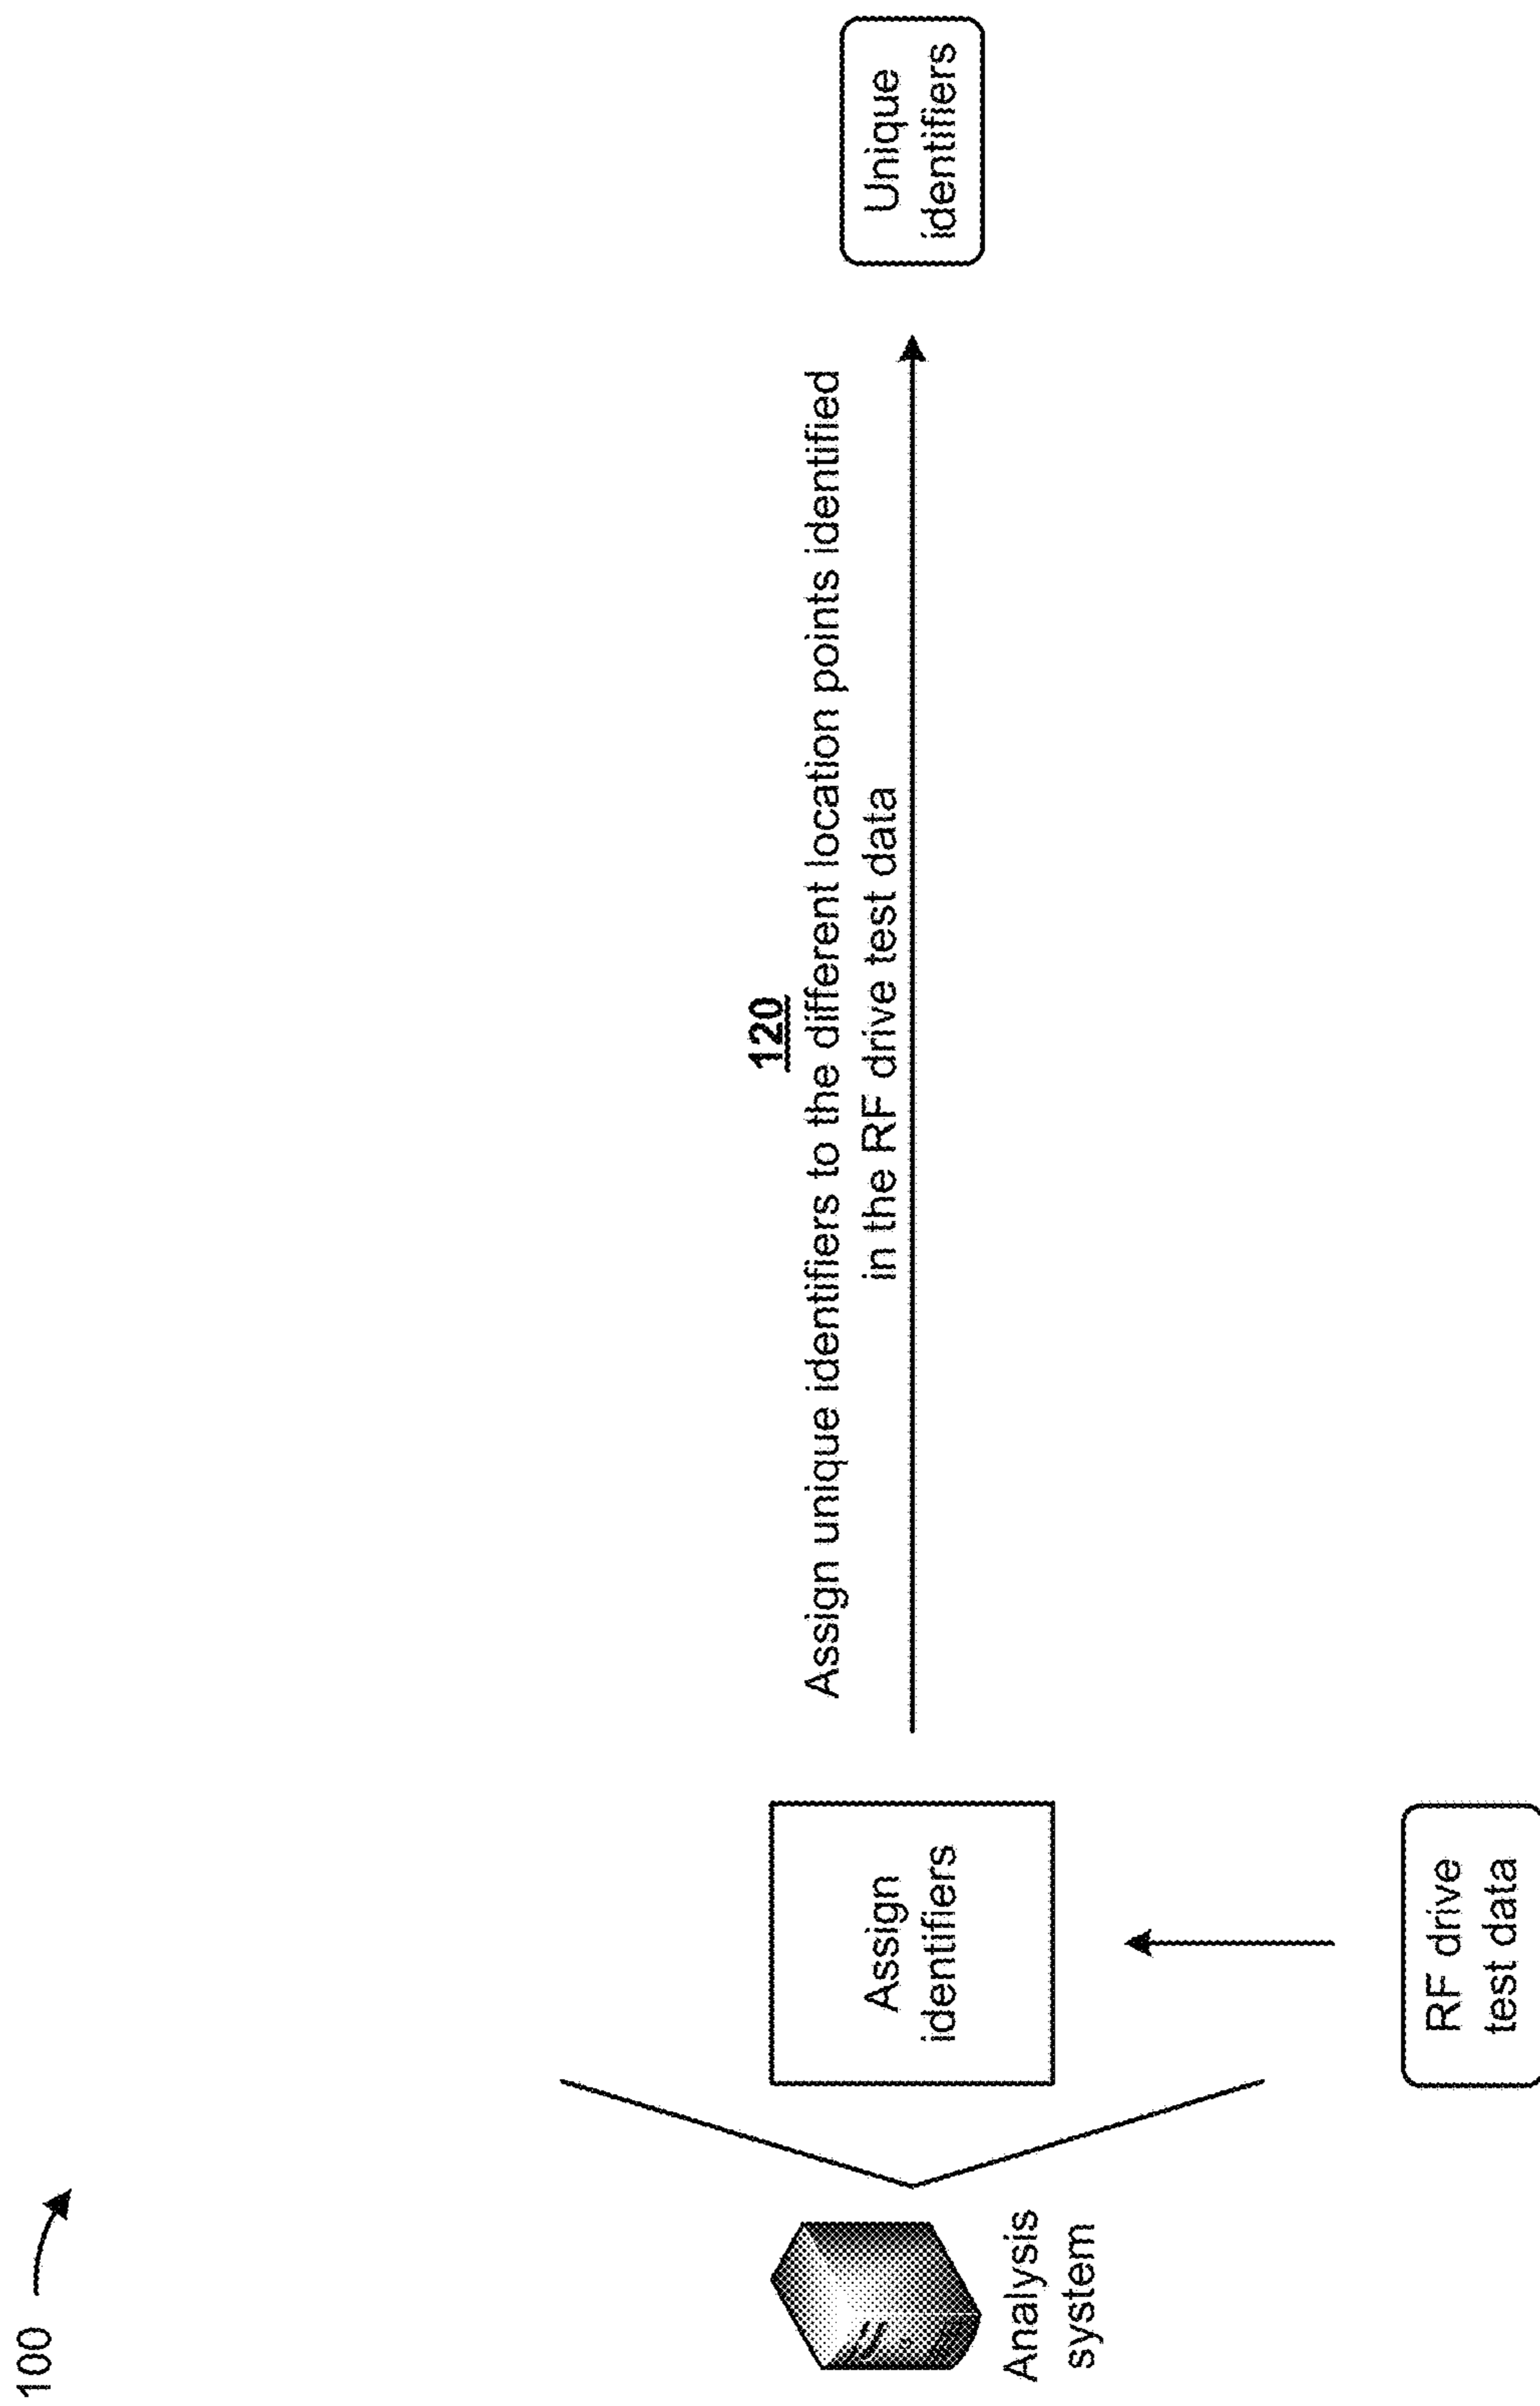 100
120
Assign unique identifiers to the different location points identified
in the RF drive test data
Unique
identifiers
Assign
identifiers
Analysis
system
RF drive
test data